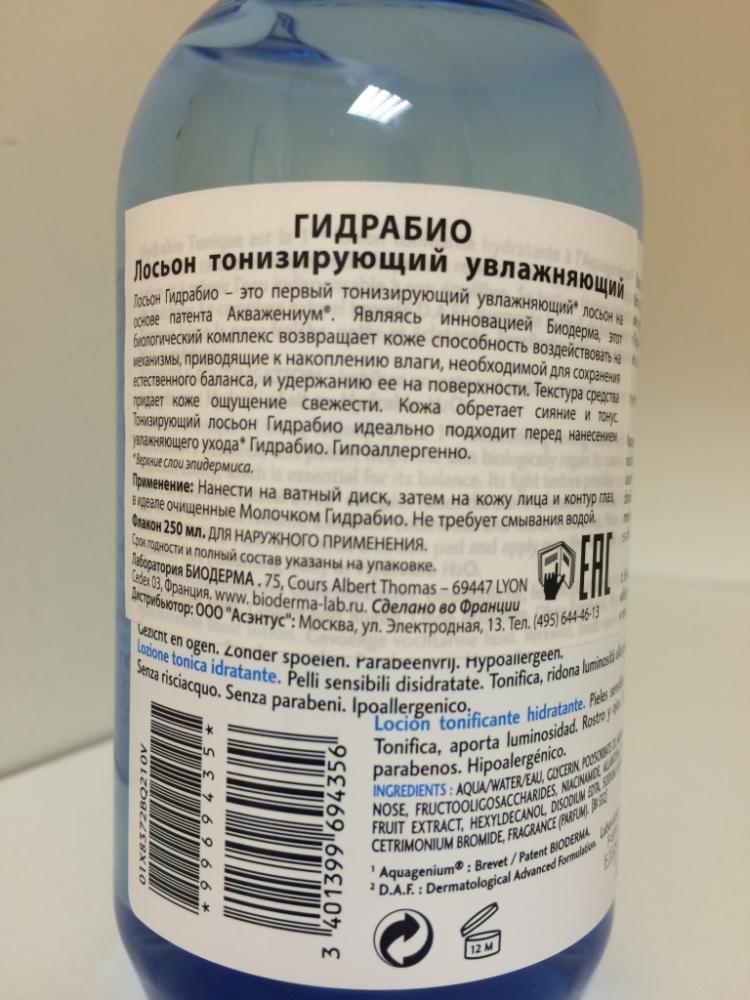 ГИДРАБИО
Лосьон тонизирующий увлажняющий
Лосьон Гидрабио – это первый тонизирующий увлажняющий* лосьон на
основе патента Акважениум®. Являясь инновацией Биодерма, этот
биологический комплекс возвращает коже способность воздействовать на
механизмы, приводящие к накоплению влаги, необходимой для сохранения
естественного баланса, и удержанию ее на поверхности. Текстура средства
придает коже ощущение свежести. Кожа обретает сияние и тонус.
Тонизирующий лосьон Гидрабио идеально подходит перед нанесением
увлажняющего ухода* Гидрабио. Гипоаллергенно.
*Верхние слои эпидермиса.
Применение: Нанести на ватный диск, затем на кожу лица и контур глаз,
в идеале очищенные Молочком Гидрабио. Не требует смывания водой.
Флакон 250 мл. ДЛЯ НАРУЖНОГО ПРИМЕНЕНИЯ.
Срок годности и полный состав указаны на упаковке.
Лаборатория БИОДЕРМА . 75, Cours Albert Thomas – 69447 LYON
Cedex 03, Франция. www. bioderma-lab.ru. Сделано во Франции
Дистрибьютор: ООО "Асэнтус": Москва, ул. Электродная, 13. Тел. (495) 644-46-13
EAC
Gezicht en ogen. Zonder spoelen. Parabeenvrij. Hypoallergeen.
Lozione tonica idratante. Pelli sensibili disidratate. Tonifica, ridona luminosità
Senza risciacquo. Senza parabeni. Ipoallergenico.
Loción tonificante hidratante. Pieles
Tonifica, aporta luminosidad. Rostro y
parabenos. Hipoalergénico.
INGREDIENTS : AQUA/WATER/EAU, GLYCERIN,
NOSE, FRUCTOOLIGOSACCHARIDES, NIACINAMIDE,
FRUIT EXTRACT, HEXYLDECANOL, DISODIUM EDTA,
CETRIMONIUM BROMIDE, FRAGRANCE (PARFUM).
¹ Aquagenium® : Brevet / Patent BIODERMA.
² D.A.F. : Dermatological Advanced Formulation.
01X8372BQ210V
*9969435*
3 401399 694356
12 M